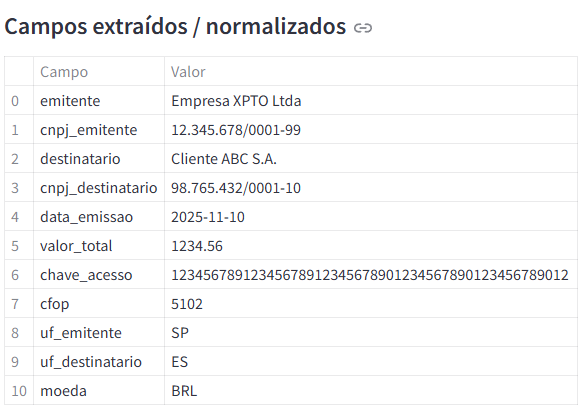 Campos extraídos / normalizados
Campo Valor
0 emitente Empresa XPTO Ltda
1 cnpj_emitente 12.345.678/0001-99
2 destinatario Cliente ABC S.A.
3 cnpj_destinatario 98.765.432/0001-10
4 data_emissao 2025-11-10
5 valor_total 1234.56
6 chave_acesso 12345678912345678912345678901234567890123456789012
7 cfop 5102
8 uf_emitente SP
9 uf_destinatario ES
10 moeda BRL